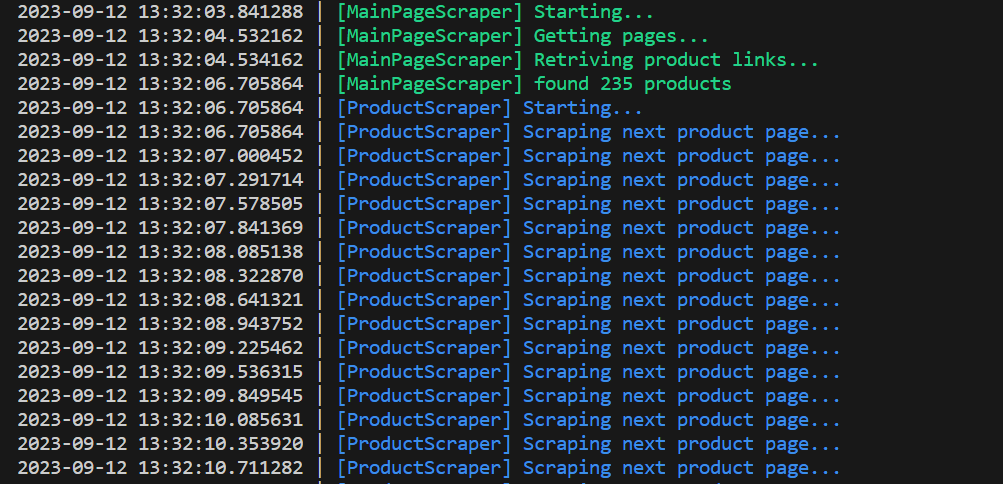 2023-09-12 13:32:03.841288 | [MainPageScraper] Starting...
2023-09-12 13:32:04.532162 | [MainPageScraper] Getting pages...
2023-09-12 13:32:04.534162 | [MainPageScraper] Retriving product links...
2023-09-12 13:32:06.705864 | [MainPageScraper] found 235 products
2023-09-12 13:32:06.705864 | [ProductScraper] Starting...
2023-09-12 13:32:06.705864 | [ProductScraper] Scraping next product page...
2023-09-12 13:32:07.000452 | [ProductScraper] Scraping next product page...
2023-09-12 13:32:07.291714 | [ProductScraper] Scraping next product page...
2023-09-12 13:32:07.578505 | [ProductScraper] Scraping next product page...
2023-09-12 13:32:07.841369 | [ProductScraper] Scraping next product page...
2023-09-12 13:32:08.085138 | [ProductScraper] Scraping next product page...
2023-09-12 13:32:08.322870 | [ProductScraper] Scraping next product page...
2023-09-12 13:32:08.641321 | [ProductScraper] Scraping next product page...
2023-09-12 13:32:08.943752 | [ProductScraper] Scraping next product page...
2023-09-12 13:32:09.225462 | [ProductScraper] Scraping next product page...
2023-09-12 13:32:09.536315 | [ProductScraper] Scraping next product page...
2023-09-12 13:32:09.849545 | [ProductScraper] Scraping next product page...
2023-09-12 13:32:10.085631 | [ProductScraper] Scraping next product page...
2023-09-12 13:32:10.353920 | [ProductScraper] Scraping next product page...
2023-09-12 13:32:10.711282 | [ProductScraper] Scraping next product page...